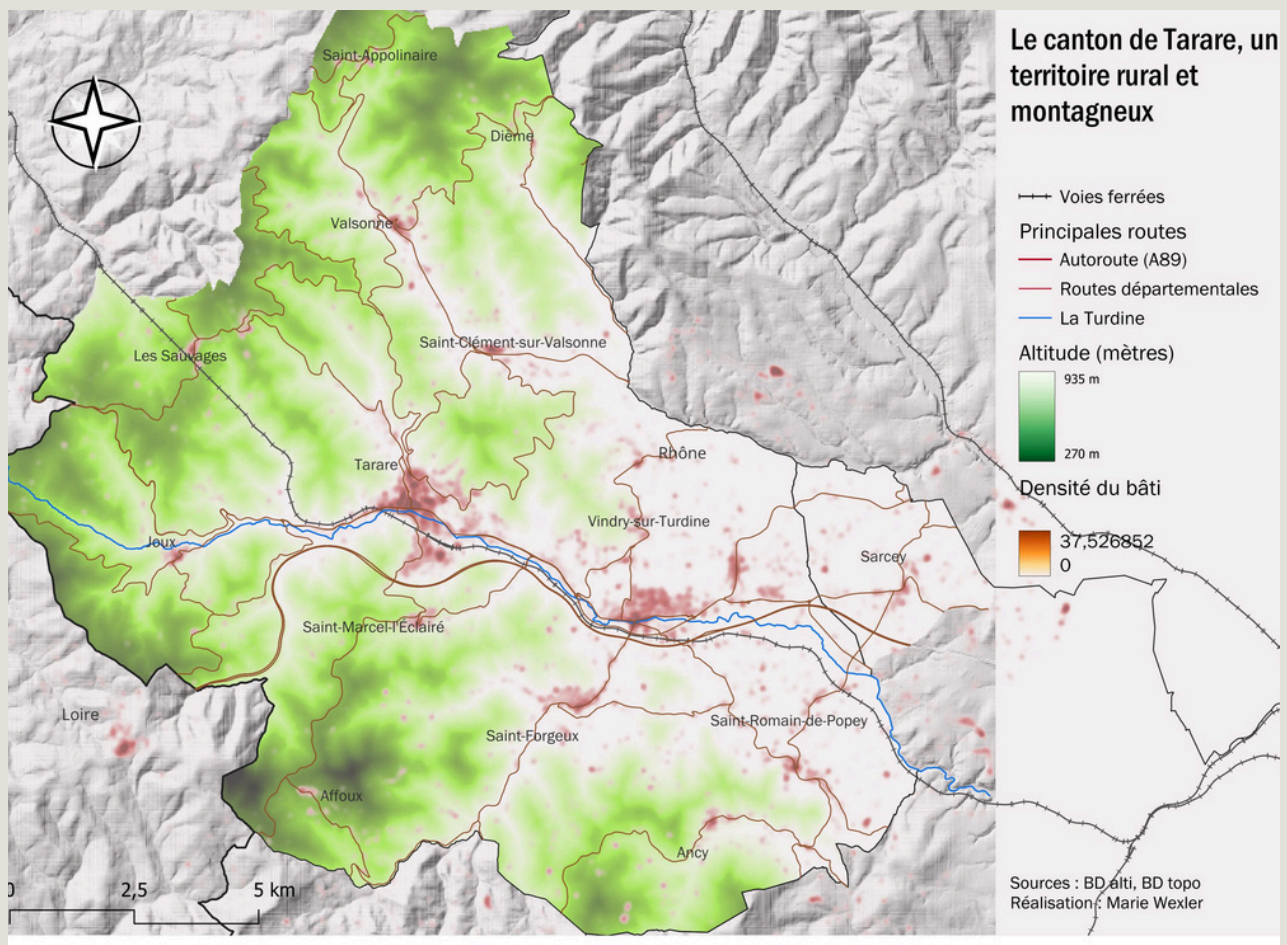 Le canton de Tarare, un
territoire rural et
montagneux
Voies ferrées
Principales routes
Autoroute (A89)
Routes départementales
La Turdine
Altitude (mètres)
935 m
270 m
Densité du bâti
37,526852
0
Sources : BD alti, BD topo
Réalisation : Marie Wexler
Saint-Appolinaire
Dième
Valsonne
Saint-Clément-sur-Valsonne
Les Sauvages
Rhône
Tarare
Vindry-sur-Turdine
Joux
Sarcey
Saint-Marcel-l'Éclairé
Loire
Saint-Romain-de-Popey
Saint-Forgeux
Affoux
Ancy
0 2,5 5 km